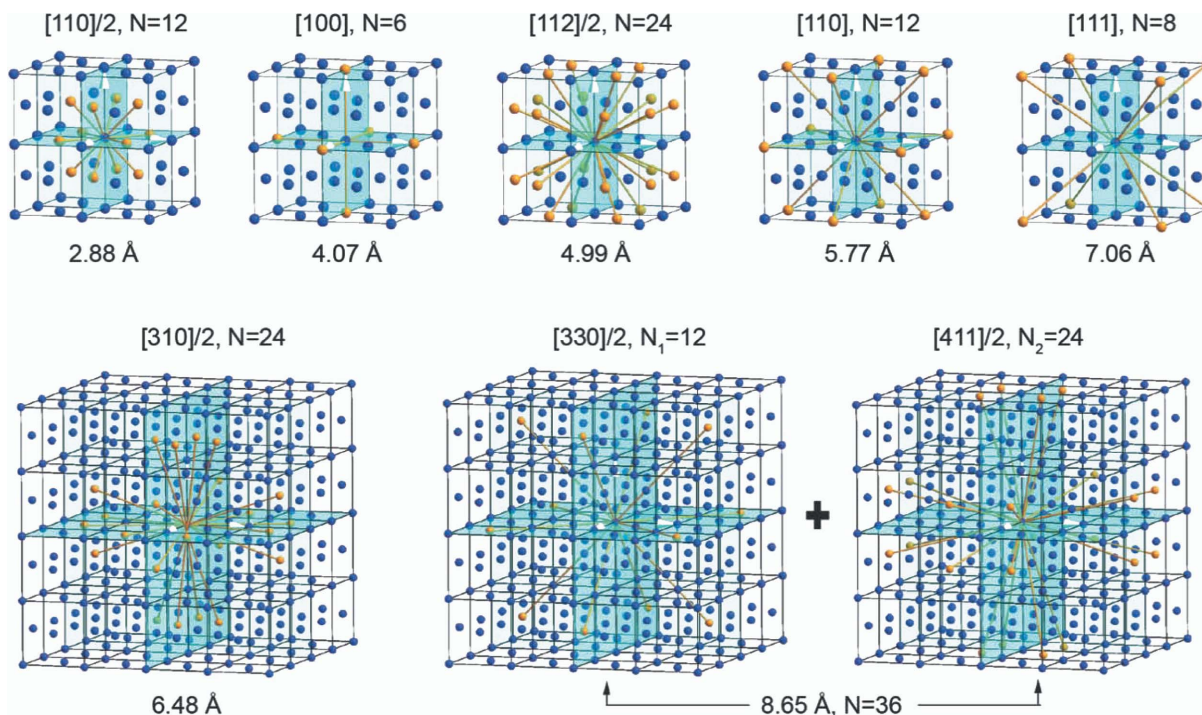 [110]/2, N=12
[100], N=6
[112]/2, N=24
[110], N=12
[111], N=8
2.88 Å
4.07 Å
4.99 Å
5.77 Å
7.06 Å
[310]/2, N=24
[330]/2, N₁=12
[411]/2, N₂=24
+
6.48 Å
8.65 Å, N=36